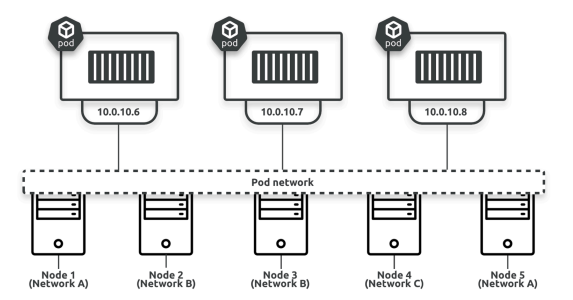 pod
pod
pod
10.0.10.6
10.0.10.7
10.0.10.8
Pod network
Node 1
(Network A)
Node 2
(Network B)
Node 3
(Network B)
Node 4
(Network C)
Node 5
(Network A)